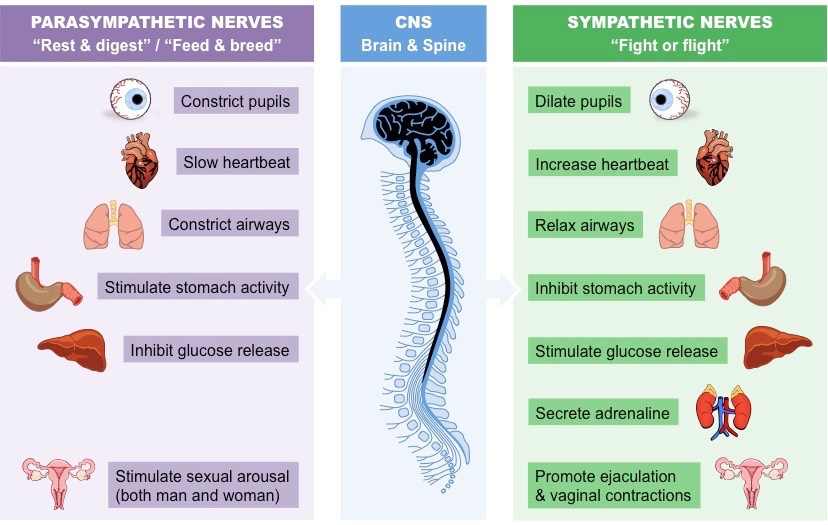 PARASYMPATHETIC NERVES
“Rest & digest” / “Feed & breed”
Constrict pupils
Slow heartbeat
Constrict airways
Stimulate stomach activity
Inhibit glucose release
Stimulate sexual arousal
(both man and woman)
CNS
Brain & Spine
SYMPATHETIC NERVES
“Fight or flight”
Dilate pupils
Increase heartbeat
Relax airways
Inhibit stomach activity
Stimulate glucose release
Secrete adrenaline
Promote ejaculation
& vaginal contractions